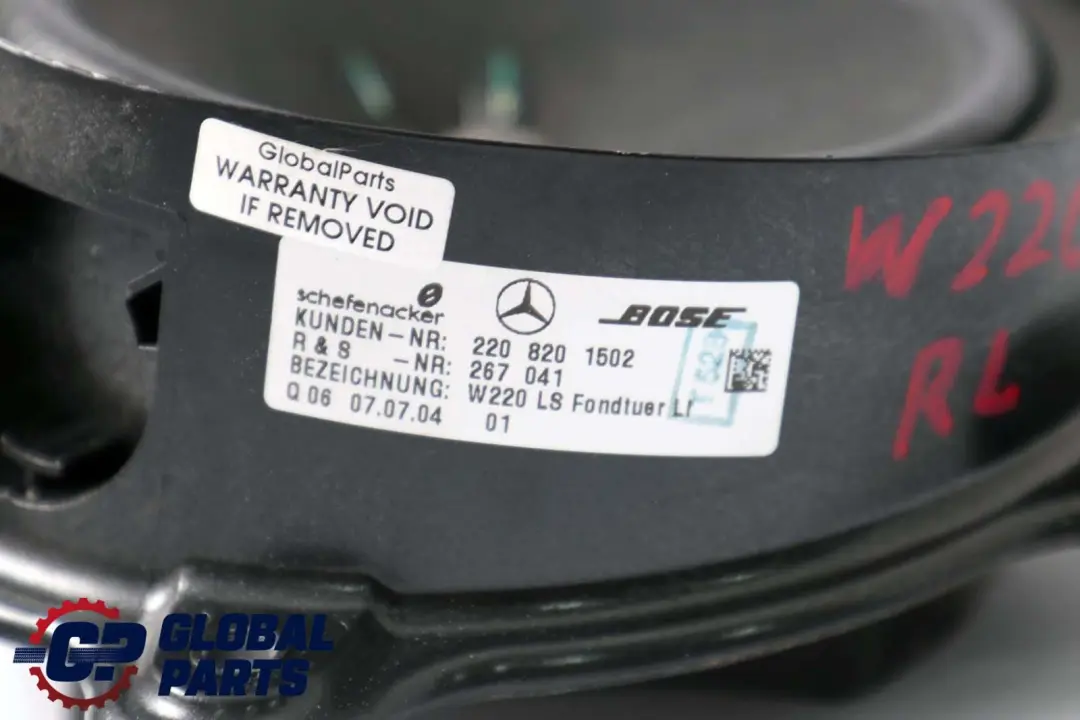 GlobalParts
WARRANTY VOID
IF REMOVED
schefenacker
BOSE
KUNDEN-NR: 220 820 1502
R & S -NR: 267 041
BEZEICHNUNG: W220 LS Fondtuer
Q 06 07.07.04 01
W220
RL
GP GLOBAL
PARTS